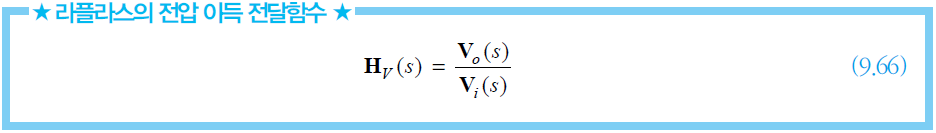 ★ 라플라스의 전압 이득 전달함수 ★
H_V(s) = V_o(s) / V_i(s) (9.66)